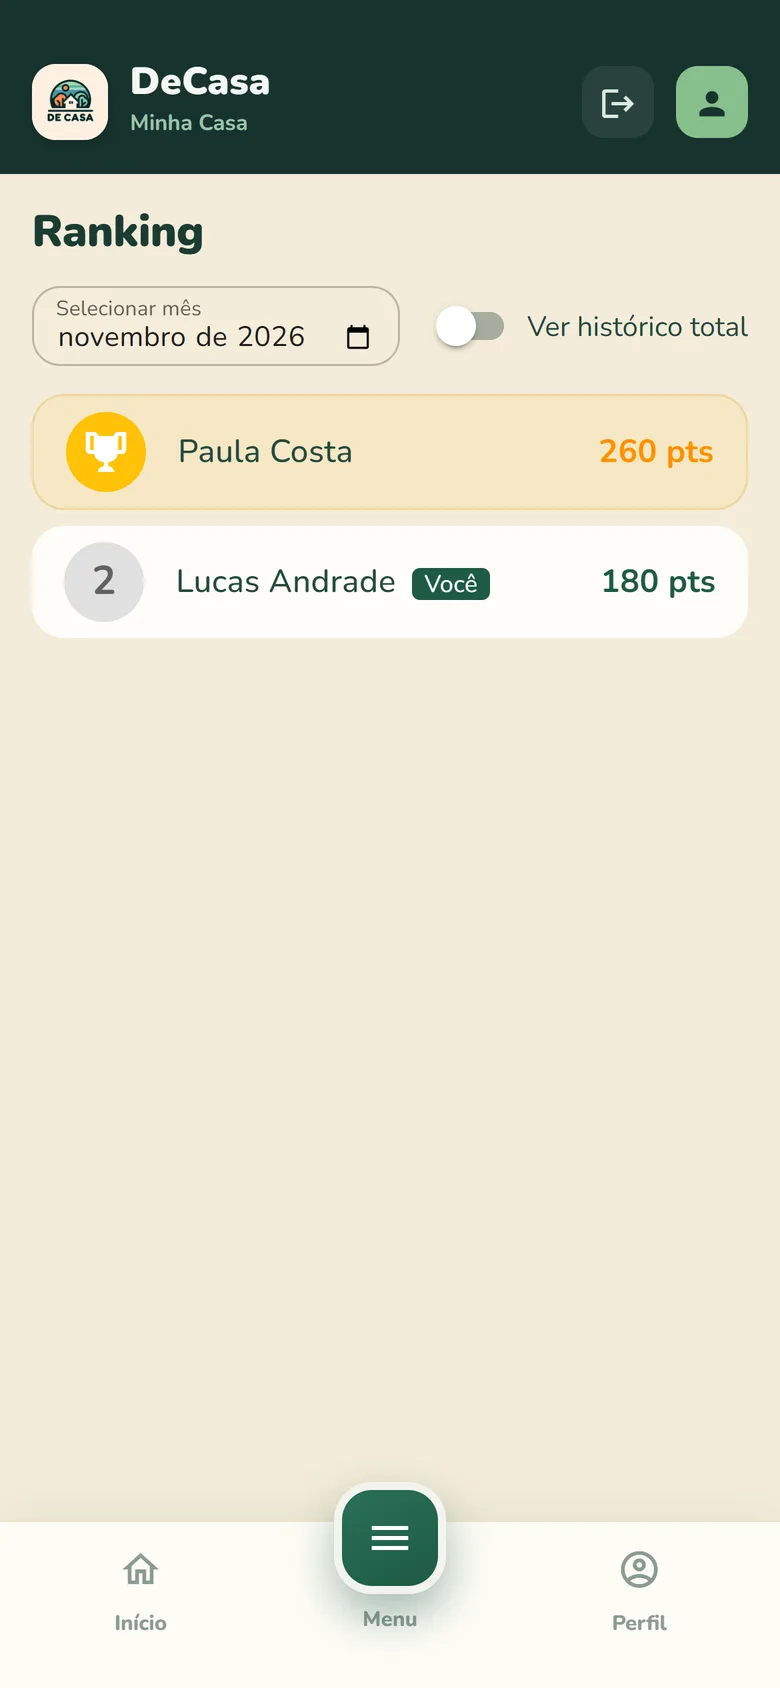 DE CASA
DeCasa
Minha Casa
Ranking
Selecionar mês
novembro de 2026
Ver histórico total
Paula Costa
260 pts
2
Lucas Andrade
Você
180 pts
Início
Menu
Perfil